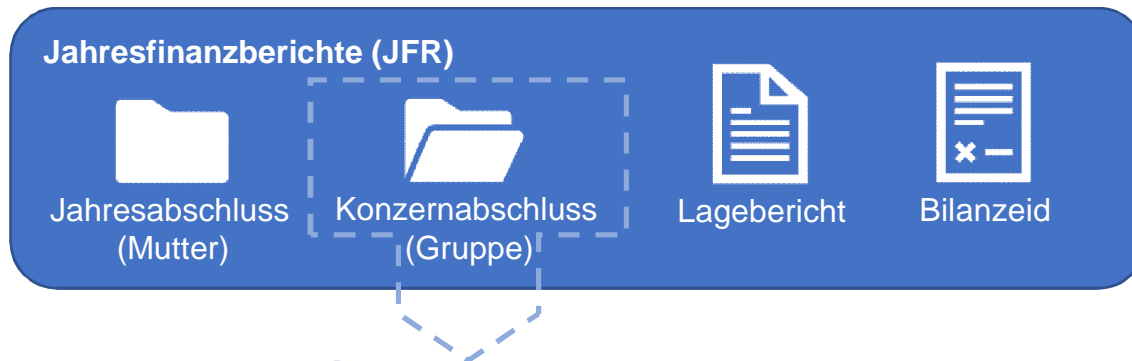 Jahresfinanzberichte (JFR)
Jahresabschluss
(Mutter)
Konzernabschluss
(Gruppe)
Lagebericht
Bilanzeid